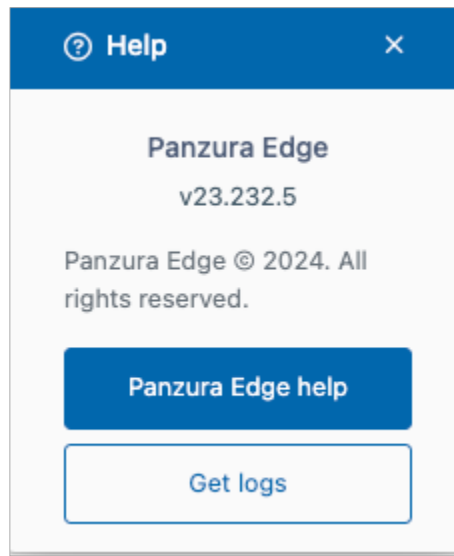 Help
Panzura Edge
v23.232.5
Panzura Edge © 2024. All
rights reserved.
Panzura Edge help
Get logs